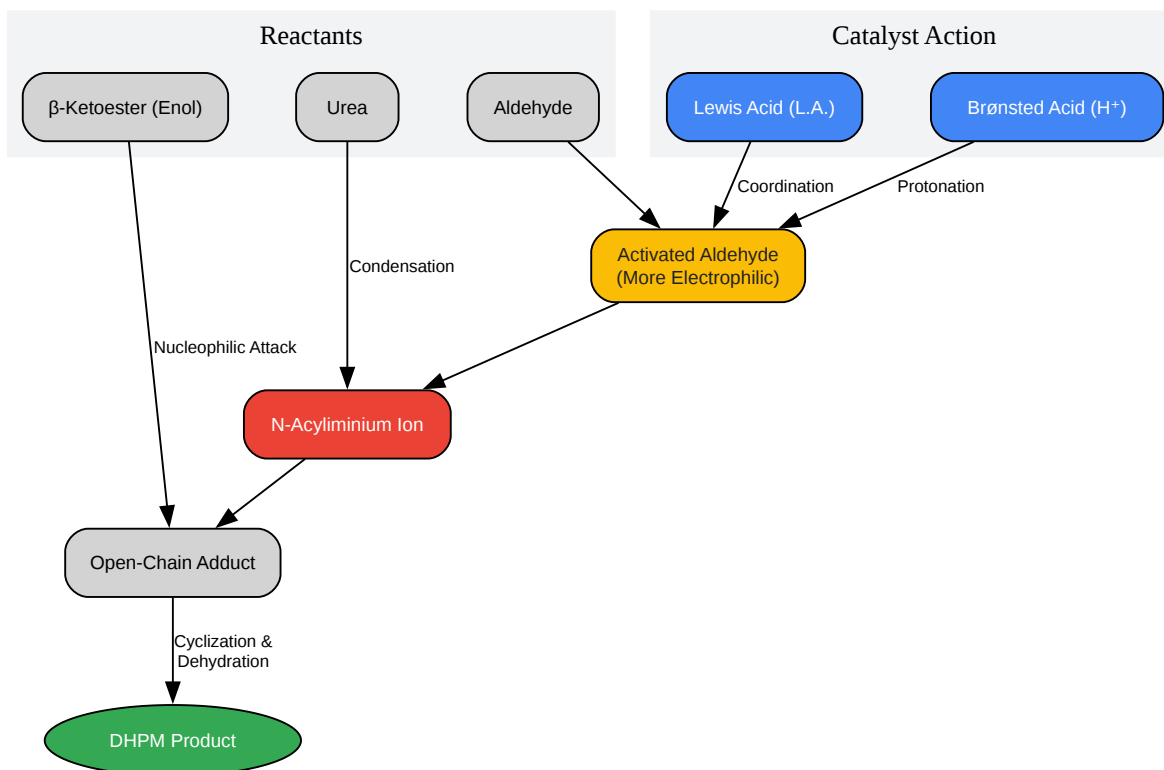 Reactants
Catalyst Action
β-Ketoester (Enol)
Urea
Aldehyde
Lewis Acid (L.A.)
Brønsted Acid (H⁺)
Coordination
Protonation
Activated Aldehyde
(More Electrophilic)
Condensation
Nucleophilic Attack
N-Acyliminium Ion
Open-Chain Adduct
Cyclization &
Dehydration
DHPM Product